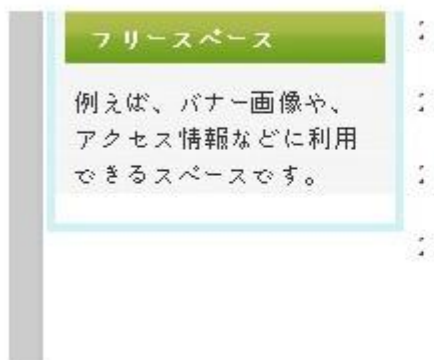 フリースペース
例えば、バナー画像や、
アクセス情報などに利用
できるスペースです。